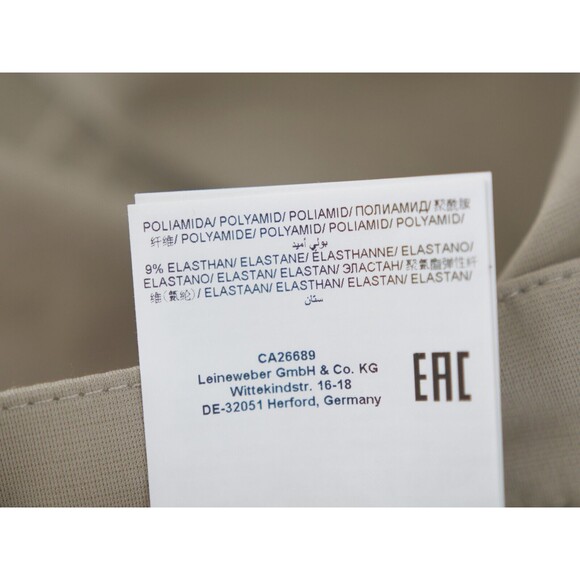 POLIAMIDA/ POLYAMID/ POLIAMID/ ПОЛИАМИД/ 聚酰胺
纤维/ POLYAMIDE/ POLYAMID/ POLIAMID/ POLYAMID/
بولي أميد
9% ELASTHAN/ ELASTANE/ ÉLASTHANNE/ ELASTANO/
ELASTANO/ ELASTAN/ ELASTAN/ ЭЛАСТАН/ 聚氨酯弹性纤
维(氨纶)/ ELASTAAN/ ELASTHAN/ ELASTAN/ ELASTAN/
ستان
CA26689
Leineweber GmbH & Co. KG
Wittekindstr. 16-18
DE-32051 Herford, Germany
EAC